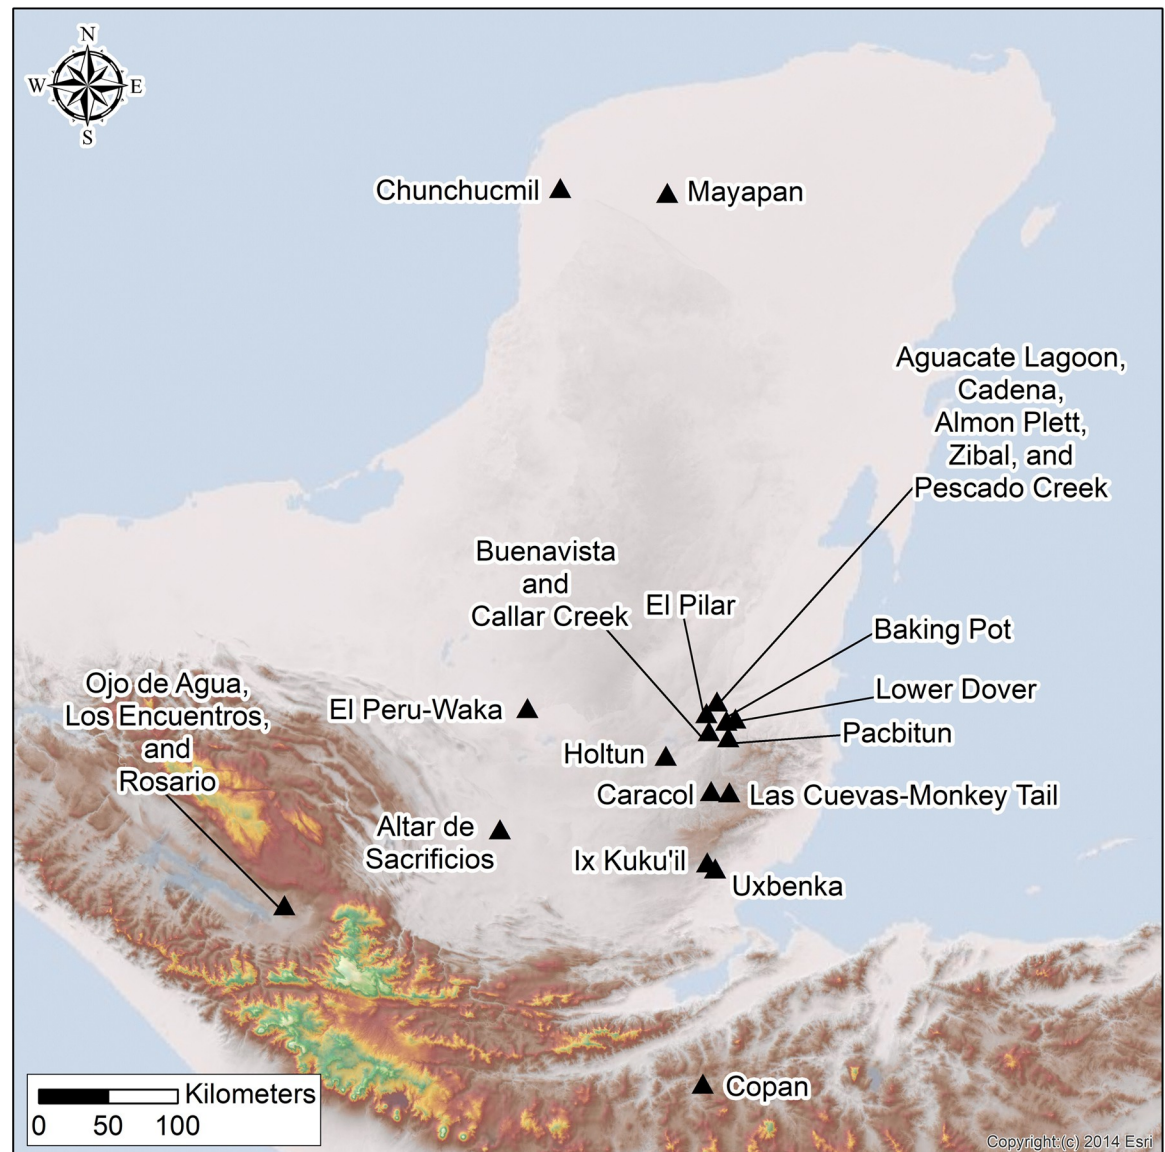 N
W
E
S
Chunchucmil
Mayapan
Aguacate Lagoon,
Cadena,
Almon Plett,
Zibal, and
Pescado Creek
Buenavista
and
Callar Creek
El Pilar
Baking Pot
Ojo de Agua,
Los Encuentros,
and
Rosario
El Peru-Waka
Lower Dover
Pacbitun
Holtun
Caracol
Las Cuevas-Monkey Tail
Altar de
Sacrificios
Ix Kuku'il
Uxbenka
Copan
Kilometers
0 50 100
Copyright:(c) 2014 Esri